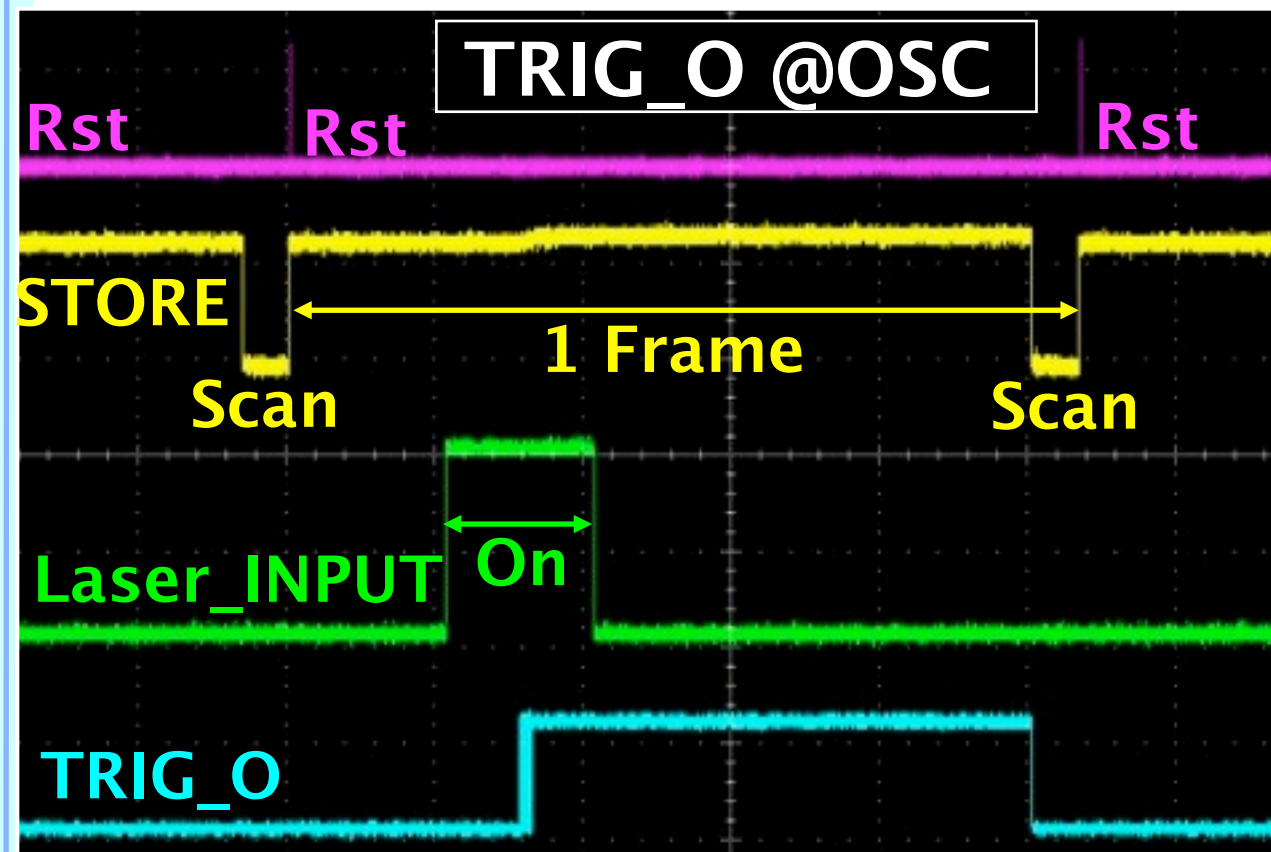 TRIG_O @OSC
Rst
Rst
Rst
STORE
1 Frame
Scan
Scan
On
Laser_INPUT
TRIG_O